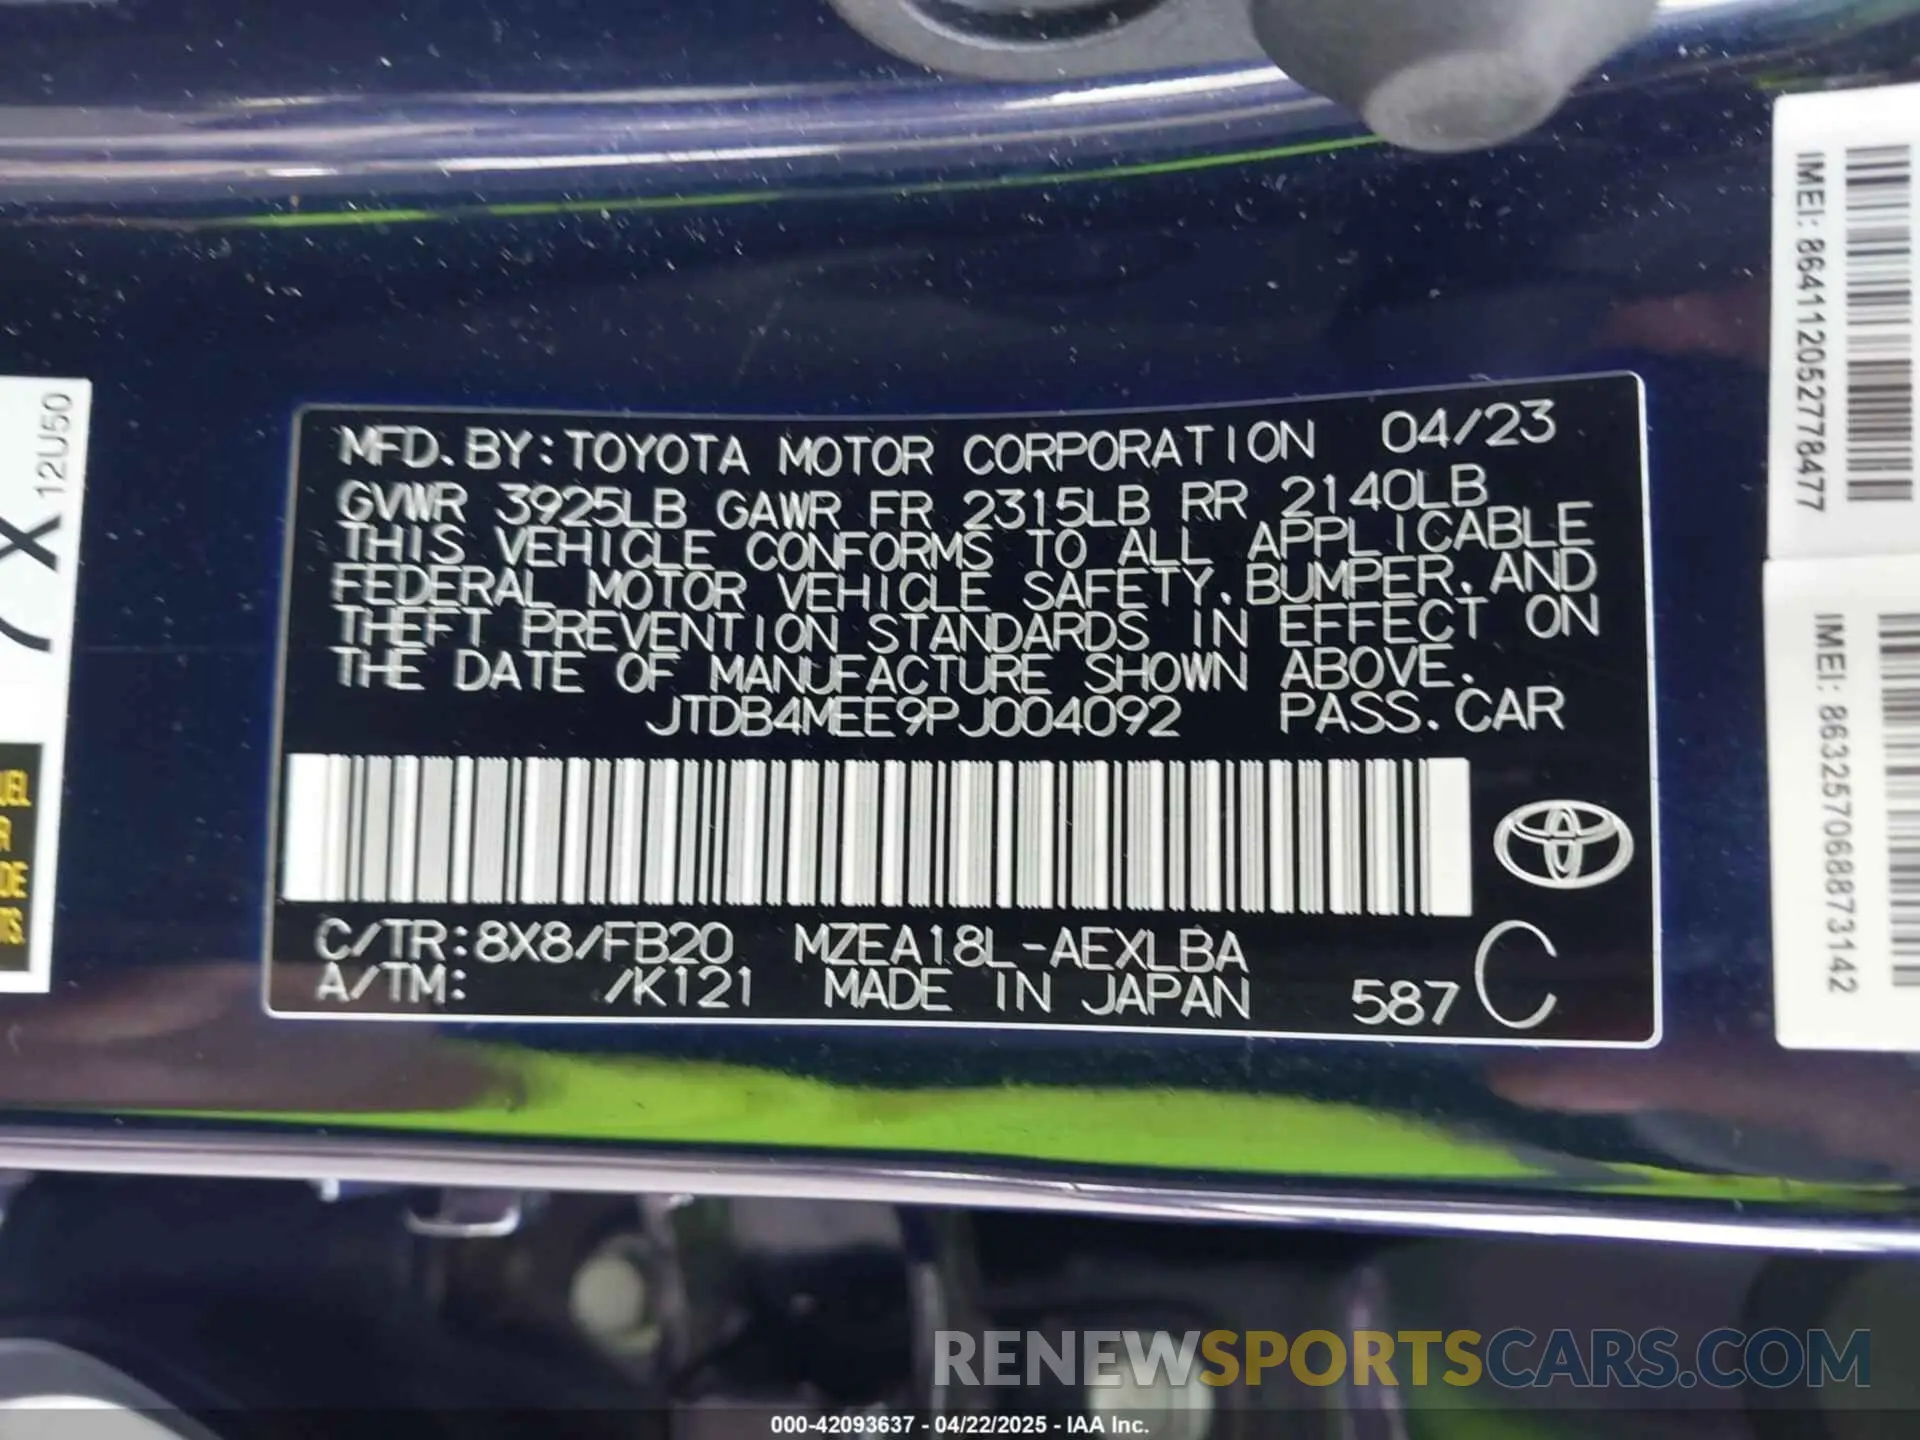 MFD. BY: TOYOTA MOTOR CORPORATION 04/23
GVWR 3925LB GAWR FR 2315LB RR 2140LB
THIS VEHICLE CONFORMS TO ALL APPLICABLE
FEDERAL MOTOR VEHICLE SAFETY, BUMPER, AND
THEFT PREVENTION STANDARDS IN EFFECT ON
THE DATE OF MANUFACTURE SHOWN ABOVE.
JTDB4MEE9PJ004092 PASS. CAR
C/TR: 8X8/FB20 MZEA18L-AEXLBA
A/TM: /K121 MADE IN JAPAN 587 C
7X 12U50
IMEI: 864112052778477
IMEI: 863257068873142
RENEWSPORTSCARS.COM
000-42093637 - 04/22/2025 - IAA Inc.